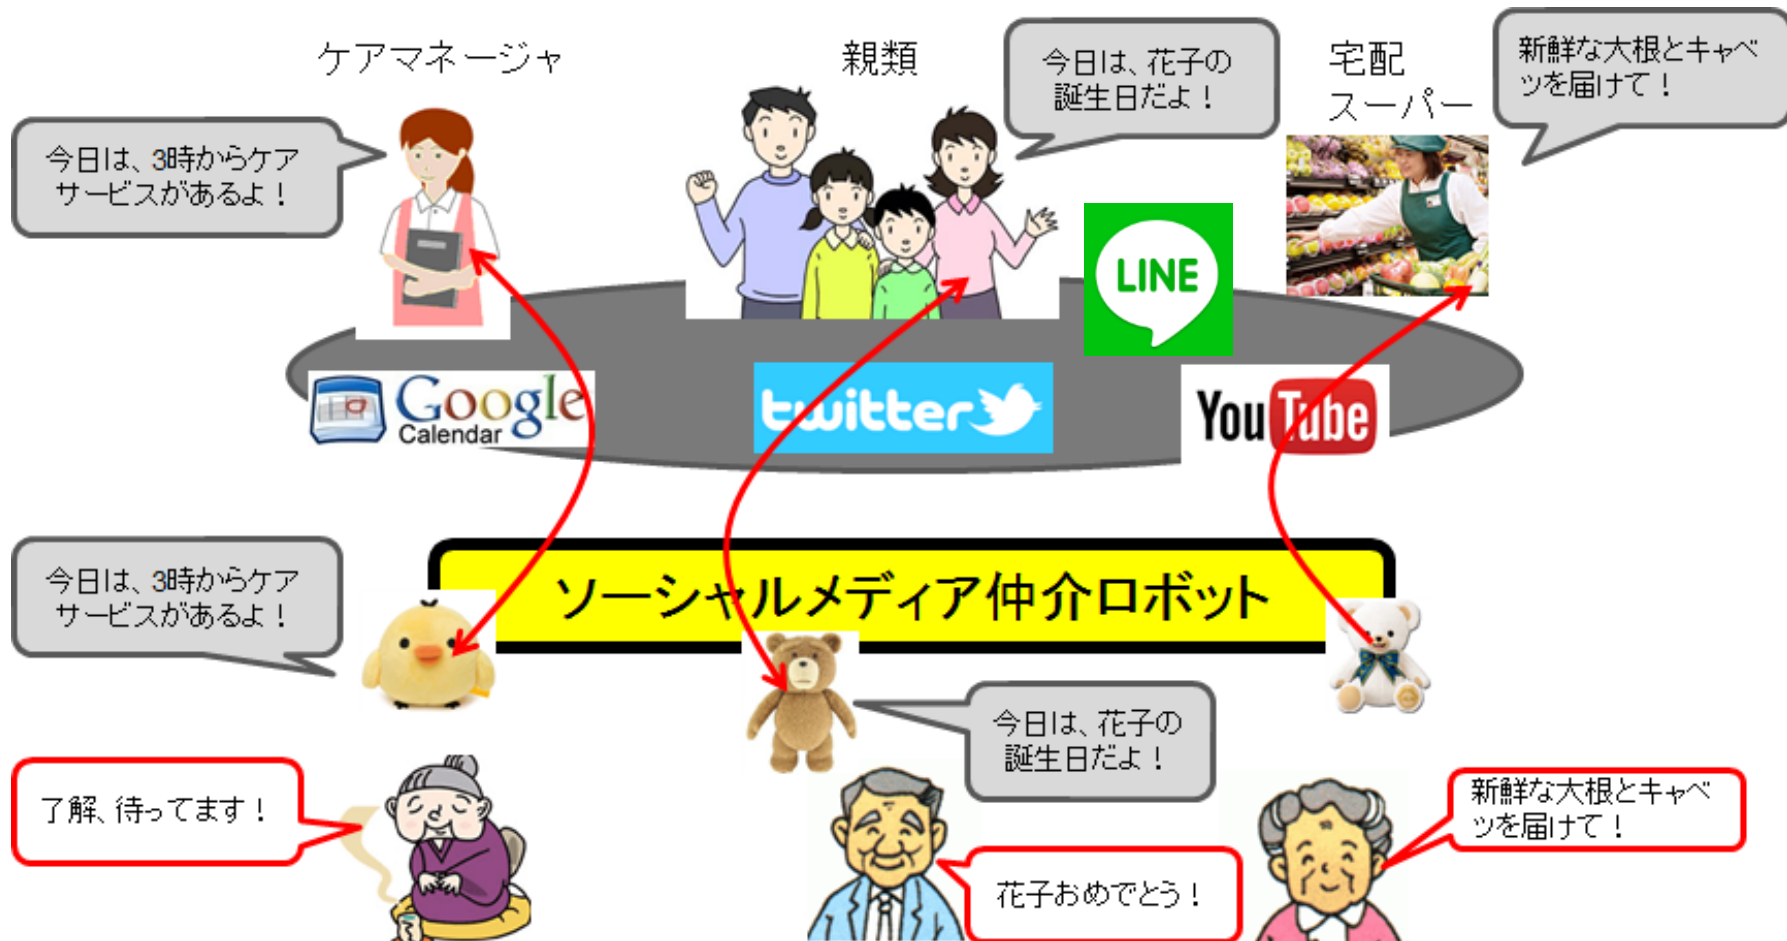 ケアマネージャ
親類
今日は、花子の
誕生日だよ！
宅配
スーパー
新鮮な大根とキャベ
ツを届けて！
今日は、3時からケア
サービスがあるよ！
LINE
Google
Calendar
twitter
YouTube
ソーシャルメディア仲介ロボット
今日は、3時からケア
サービスがあるよ！
今日は、花子の
誕生日だよ！
了解、待ってます！
花子おめでとう！
新鮮な大根とキャベ
ツを届けて！